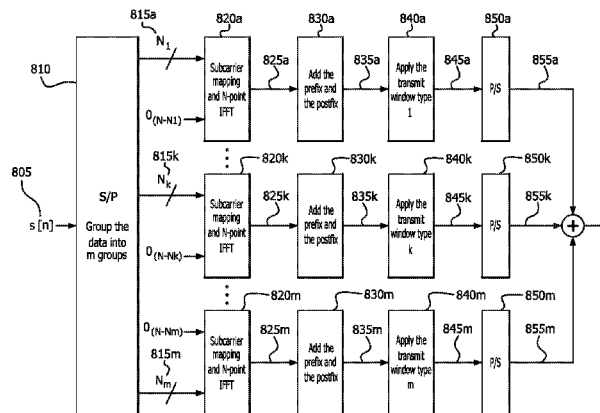 815a
820a
830a
840a
850a
810
N1
825a
835a
845a
855a
Subcarrier
mapping
and N-point
IFFT
Add the
prefix and
the postfix
Apply the
transmit
window type
1
P/S
0(N-N1)
815k
820k
830k
840k
850k
805
s [n]
S/P
Group the
data into
m groups
Nk
825k
835k
845k
855k
Subcarrier
mapping
and N-point
IFFT
Add the
prefix and
the postfix
Apply the
transmit
window type
k
P/S
+
0(N-Nk)
820m
830m
840m
850m
0(N-Nm)
815m
Nm
825m
835m
845m
855m
Subcarrier
mapping
and N-point
IFFT
Add the
prefix and
the postfix
Apply the
transmit
window type
m
P/S